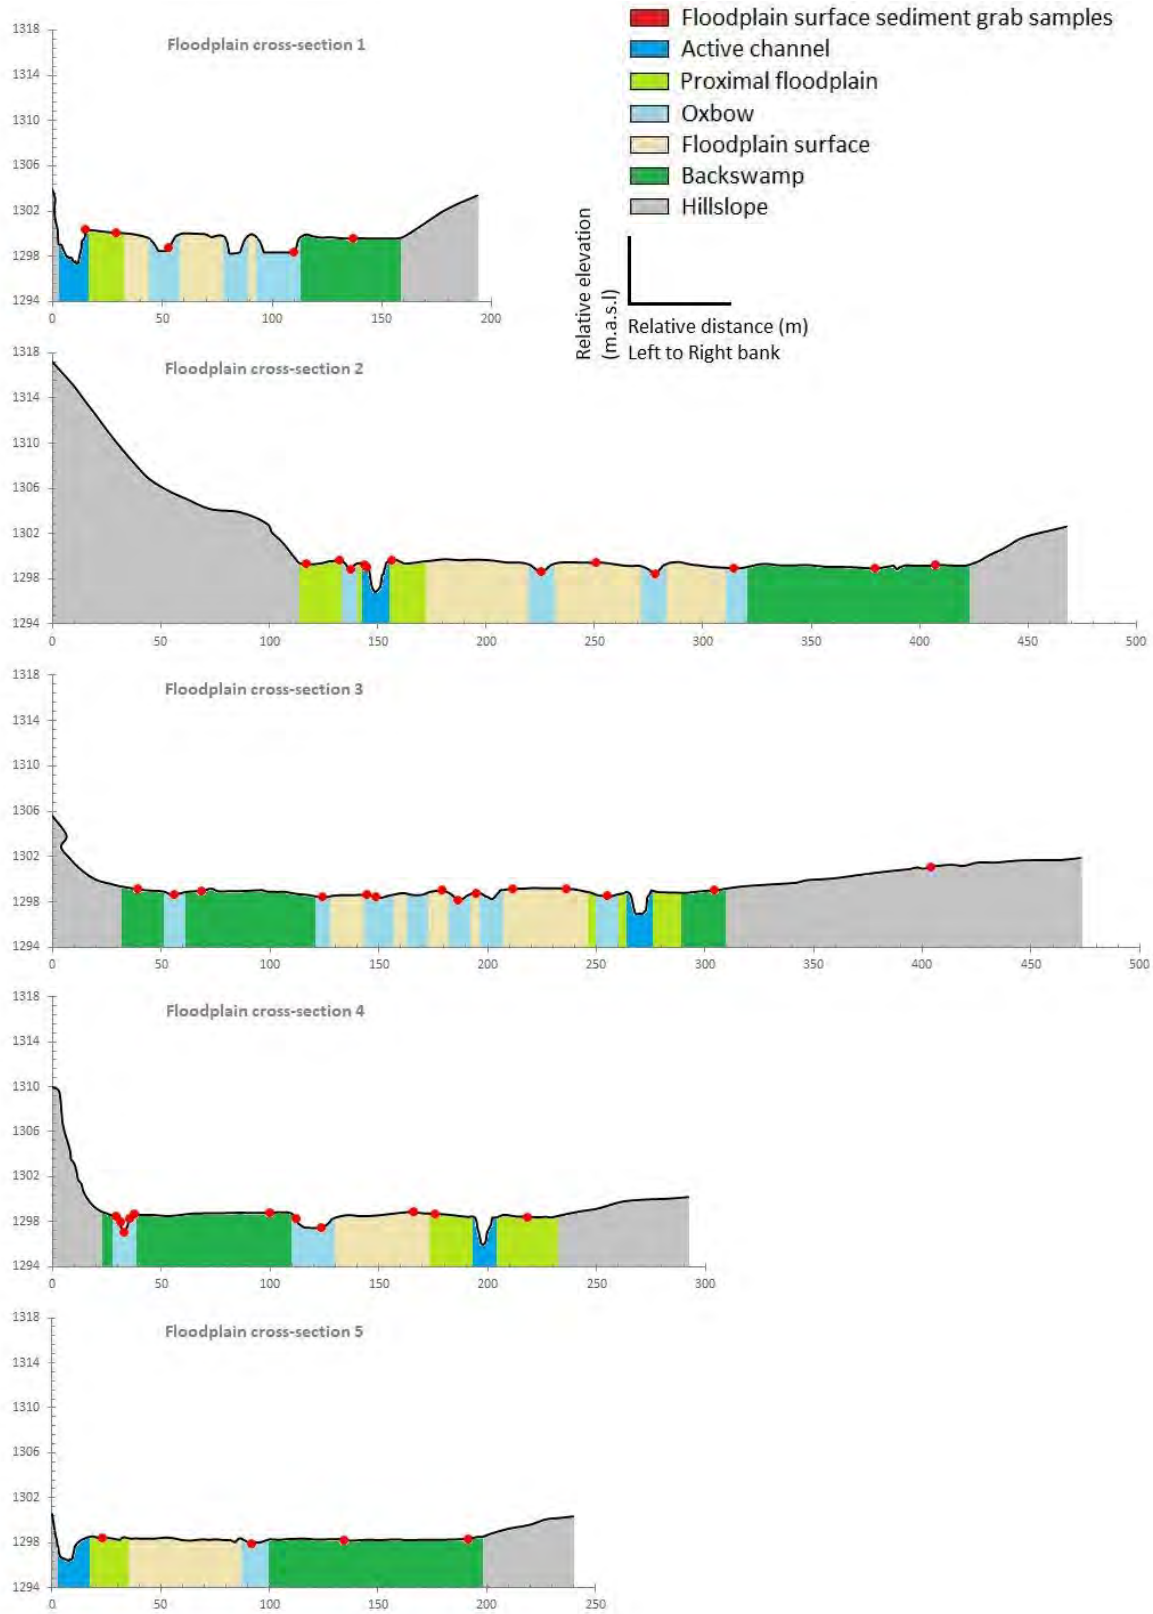 Floodplain surface sediment grab samples
Active channel
Proximal floodplain
Oxbow
Floodplain surface
Backswamp
Hillslope
Relative elevation
(m.a.s.l)
Relative distance (m)
Left to Right bank
Floodplain cross-section 1
1318
1314
1310
1306
1302
1298
1294
0 50 100 150 200
Floodplain cross-section 2
1318
1314
1310
1306
1302
1298
1294
0 50 100 150 200 250 300 350 400 450 500
Floodplain cross-section 3
1318
1314
1310
1306
1302
1298
1294
0 50 100 150 200 250 300 350 400 450 500
Floodplain cross-section 4
1318
1314
1310
1306
1302
1298
1294
0 50 100 150 200 250 300
Floodplain cross-section 5
1318
1314
1310
1306
1302
1298
1294
0 50 100 150 200 250